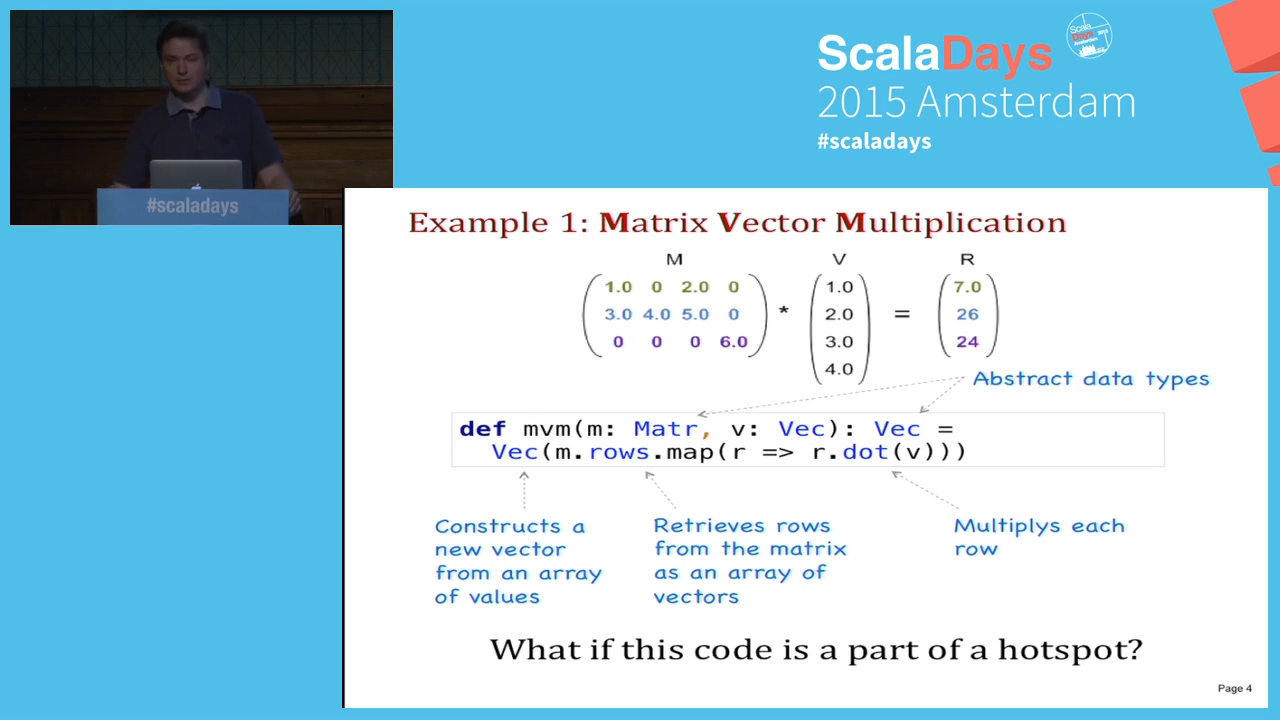 ScalaDays
2015 Amsterdam
#scaladays
#scaladays
Example 1: Matrix Vector Multiplication
M V R
1.0 0 2.0 0
3.0 4.0 5.0 0
0 0 0 6.0
*
1.0
2.0
3.0
4.0
=
7.0
26
24
Abstract data types
def mvm(m: Matr, v: Vec): Vec =
Vec(m.rows.map(r => r.dot(v)))
Constructs a
new vector
from an array
of values
Retrieves rows
from the matrix
as an array of
vectors
Multiplys each
row
What if this code is a part of a hotspot?
Page 4